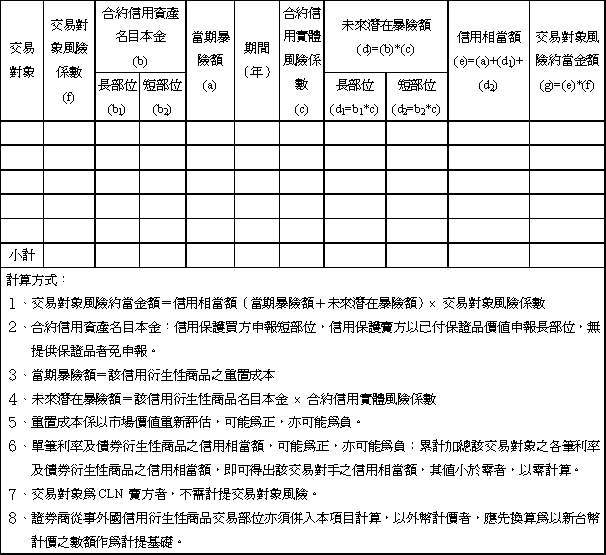 交易對象
交易對象風險係數
(f)
合約信用資產名目本金
(b)
長部位
(b₁)
短部位
(b₂)
當期暴險額
(a)
期間
(年)
合約信用實體風險係數
(c)
未來潛在暴險額
(d)=(b)*(c)
長部位
(d₁=b₁*c)
短部位
(d₂=b₂*c)
信用相當額
(e)=(a)+(d₁)+
(d₂)
交易對象風險約當金額
(g)=(e)*(f)
小計
計算方式：
1、交易對象風險約當金額＝信用相當額〔當期暴險額＋未來潛在暴險額〕× 交易對象風險係數
2、合約信用資產名目本金：信用保護買方申報短部位，信用保護賣方以已付保證品價值申報長部位，無
提供保證品者免申報。
3、當期暴險額＝該信用衍生性商品之重置成本
4、未來潛在暴險額＝該信用衍生性商品名目本金 × 合約信用實體風險係數
5、重置成本係以市場價值重新評估，可能為正，亦可能為負。
6、單筆利率及債券衍生性商品之信用相當額，可能為正，亦可能為負；累計加總該交易對象之各筆利率
及債券衍生性商品之信用相當額，即可得出該交易對手之信用相當額，其值小於零者，以零計算。
7、交易對象為 CLN 賣方者，不需計提交易對象風險。
8、證券商從事外國信用衍生性商品交易部位亦須併入本項目計算，以外幣計價者，應先換算為以新台幣
計價之數額作為計提基礎。